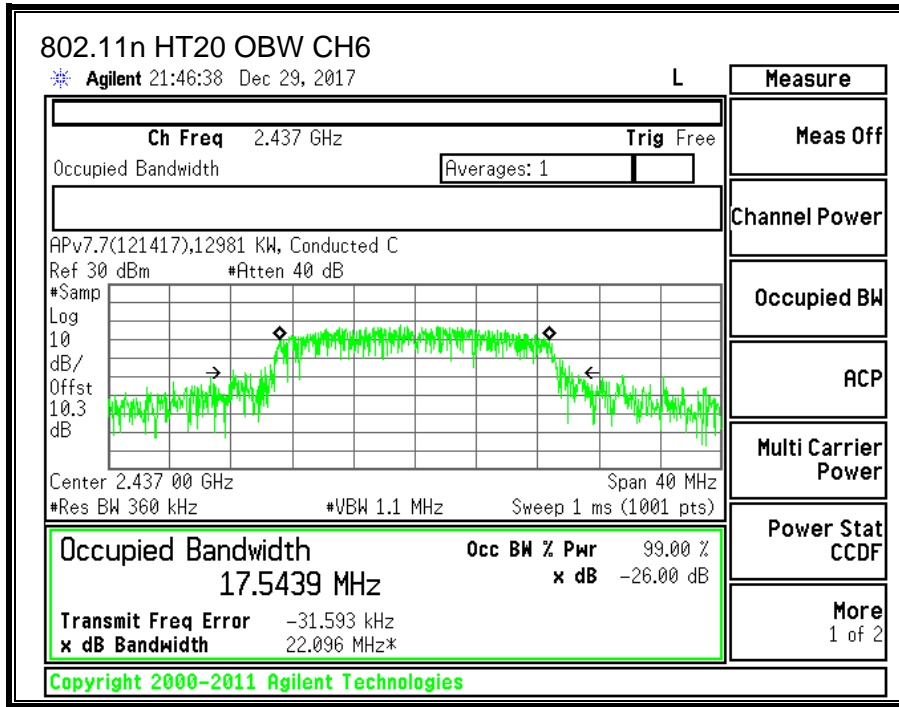 802.11n HT20 OBW CH6
Agilent 21:46:38 Dec 29, 2017 L
Measure
Ch Freq 2.437 GHz Trig Free
Meas Off
Occupied Bandwidth Averages: 1
Channel Power
APv7.7(121417),12981 KW, Conducted C
Ref 30 dBm #Atten 40 dB
#Samp
Log
10
dB/
Offst
10.3
dB
Occupied BW
ACP
Multi Carrier
Power
Center 2.437 00 GHz Span 40 MHz
#Res BW 360 kHz #VBW 1.1 MHz Sweep 1 ms (1001 pts)
Power Stat
CCDF
Occupied Bandwidth Occ BW % Pwr 99.00 %
17.5439 MHz x dB -26.00 dB
Transmit Freq Error -31.593 kHz
x dB Bandwidth 22.096 MHz*
More
1 of 2
Copyright 2000-2011 Agilent Technologies